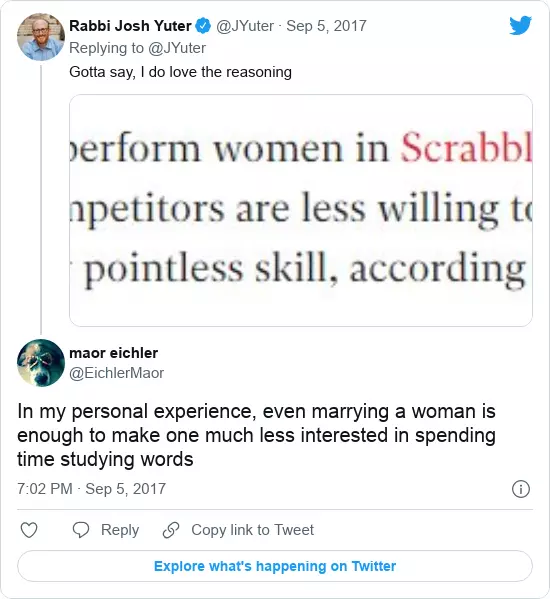 Rabbi Josh Yuter @JYuter · Sep 5, 2017
Replying to @JYuter
Gotta say, I do love the reasoning
perform women in Scrabbl
mpetitors are less willing to
pointless skill, according
maor eichler
@EichlerMaor
In my personal experience, even marrying a woman is
enough to make one much less interested in spending
time studying words
7:02 PM · Sep 5, 2017
Reply
Copy link to Tweet
Explore what's happening on Twitter